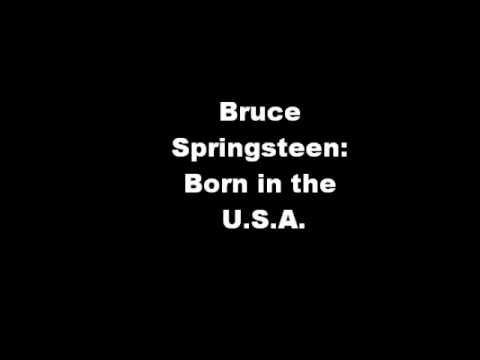 Bruce
Springsteen:
Born in the
U.S.A.